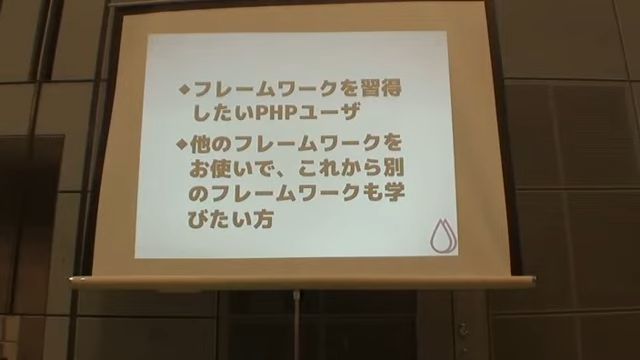 ◆フレームワークを習得
したいPHPユーザ
◆他のフレームワークを
お使いで、これから別
のフレームワークも学
びたい方